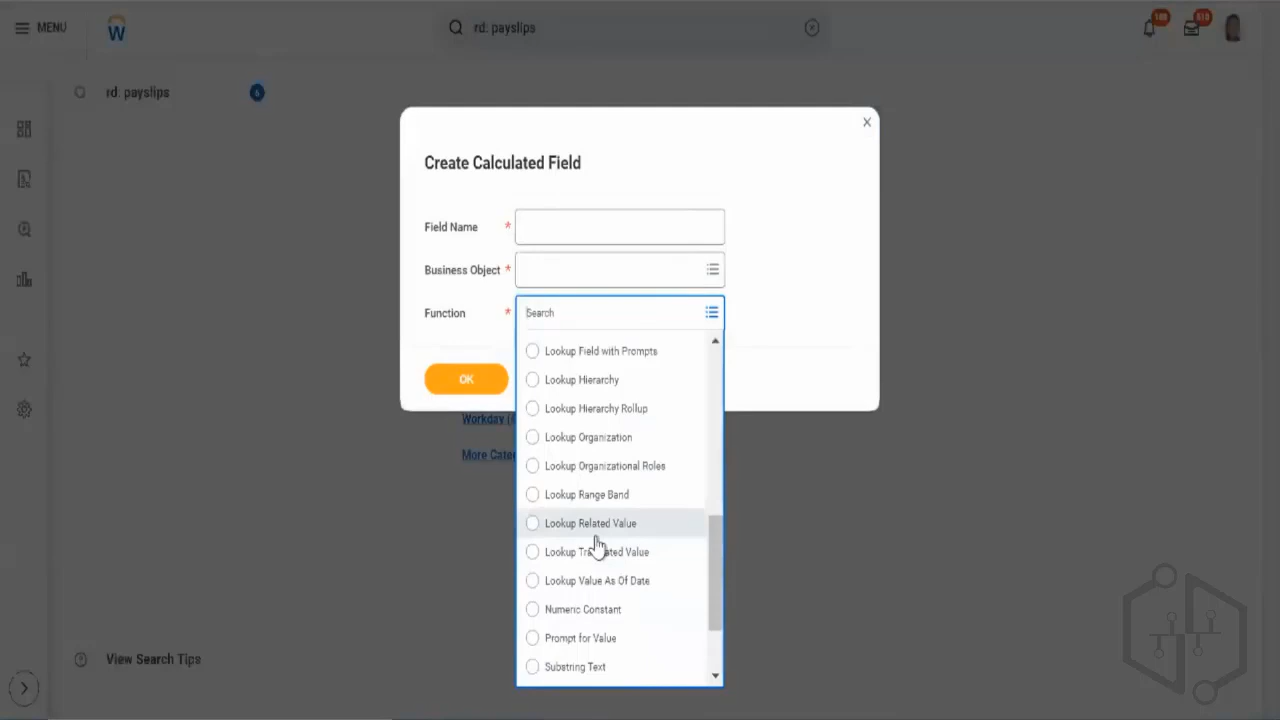 MENU
rd: payslips
rd: payslips
Create Calculated Field
X
Field Name *
Business Object *
Function *
Search
Lookup Field with Prompts
Lookup Hierarchy
OK
Lookup Hierarchy Rollup
Workday
Lookup Organization
More
Lookup Organizational Roles
Lookup Range Band
Lookup Related Value
Lookup Value
Lookup Value As Of Date
Numeric Constant
Prompt for Value
View Search Tips
Substring Text